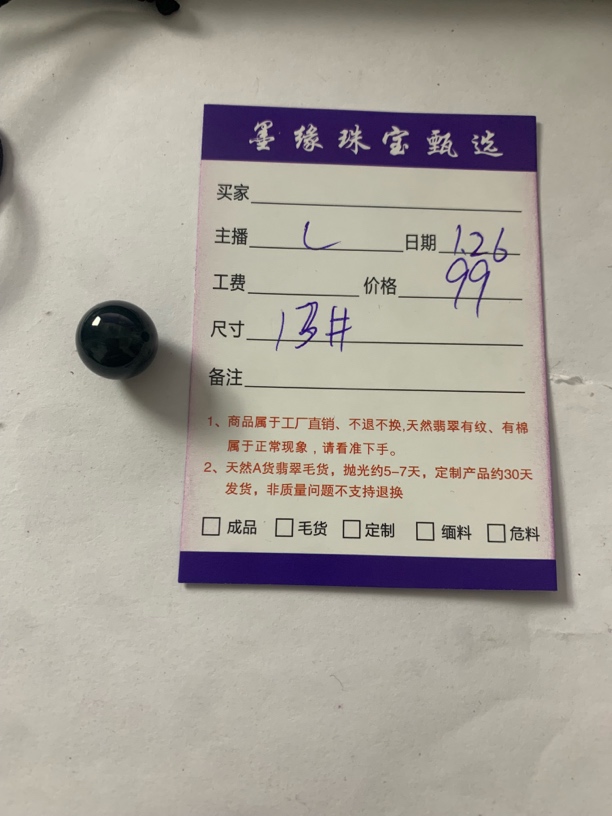 墨缘珠宝甄选
买家
主播 L 日期 1.26
工费 价格 99
尺寸 13#
备注
1、商品属于工厂直销、不退不换,天然翡翠有纹、有棉
属于正常现象，请看准下手。
2、天然A货翡翠毛货，抛光约5-7天，定制产品约30天
发货，非质量问题不支持退换
□ 成品 □ 毛货 □ 定制 □ 缅料 □ 危料